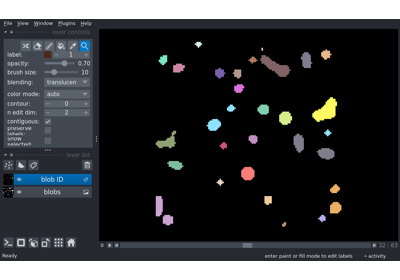 File View Window Plugins Help
layer controls
label: 1
opacity: 0.70
brush size: 10
blending: translucen
color mode: auto
contour: 0
n edit dim: 2
contiguous:
preserve
labels:
show
selected:
layer list
blob ID
blobs
Ready
enter paint or fill mode to edit labels
activity